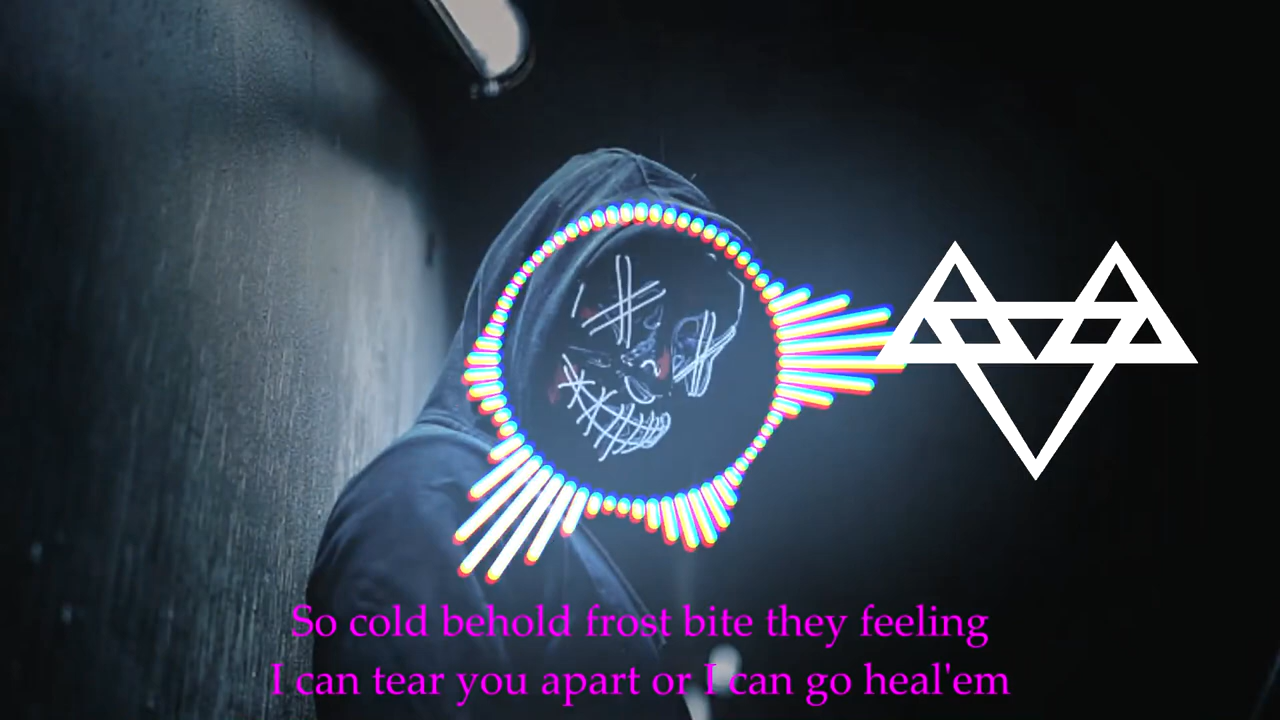 So cold behold frost bite they feeling
I can tear you apart or I can go heal'em